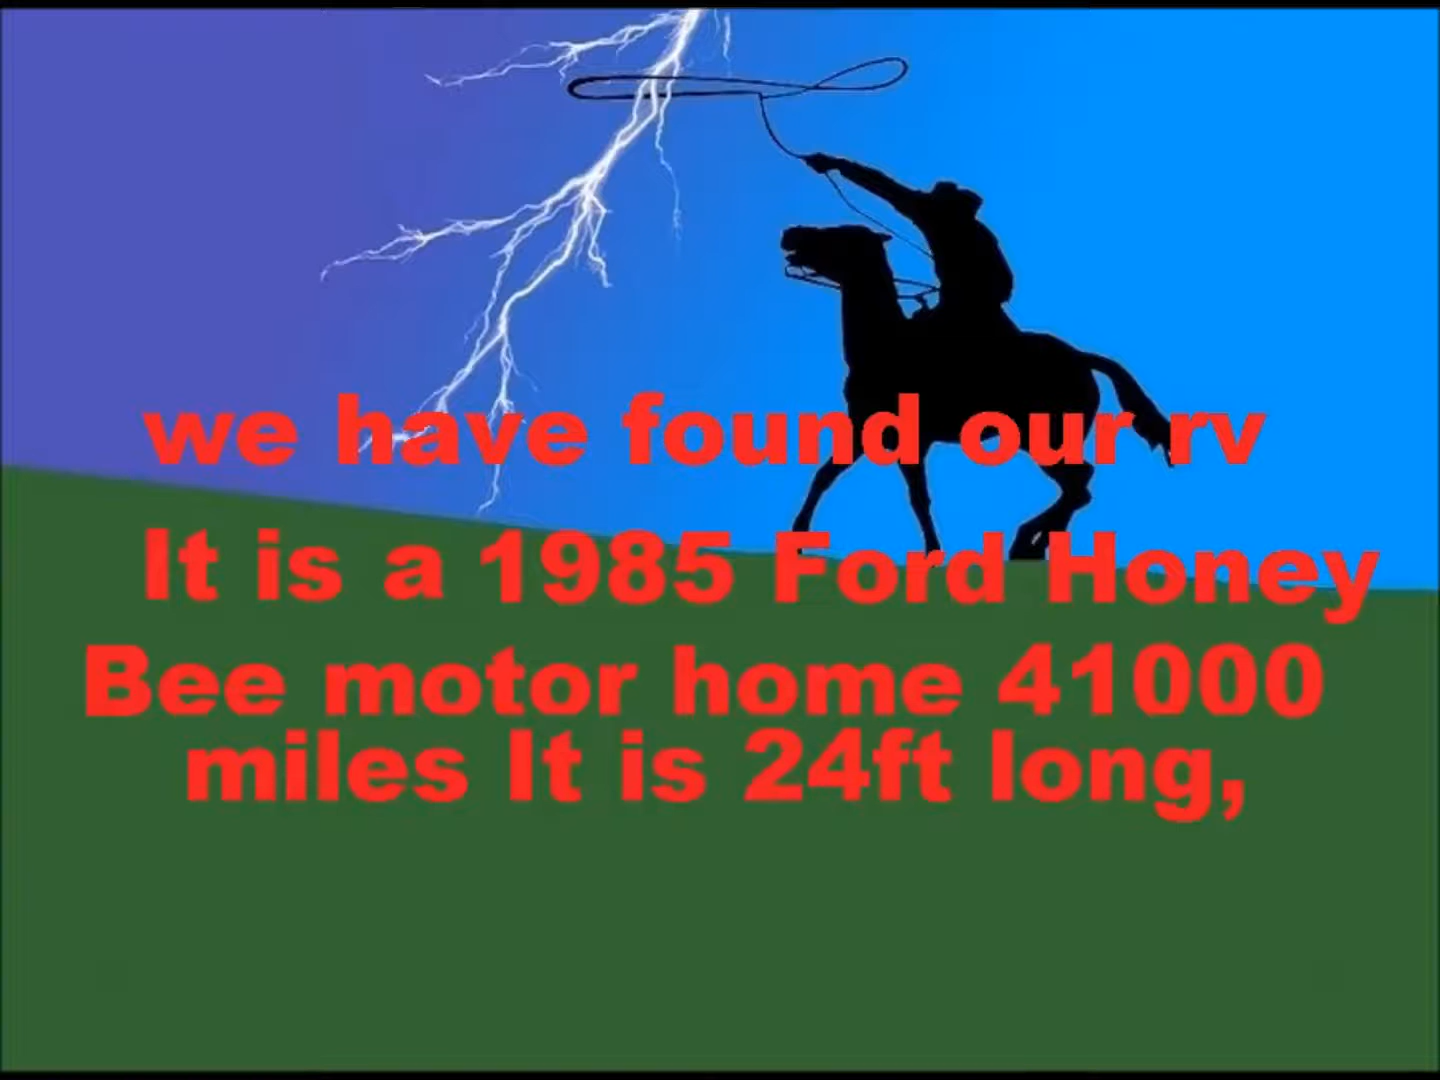 we have found our rv
It is a 1985 Ford Honey
Bee motor home 41000
miles It is 24ft long,